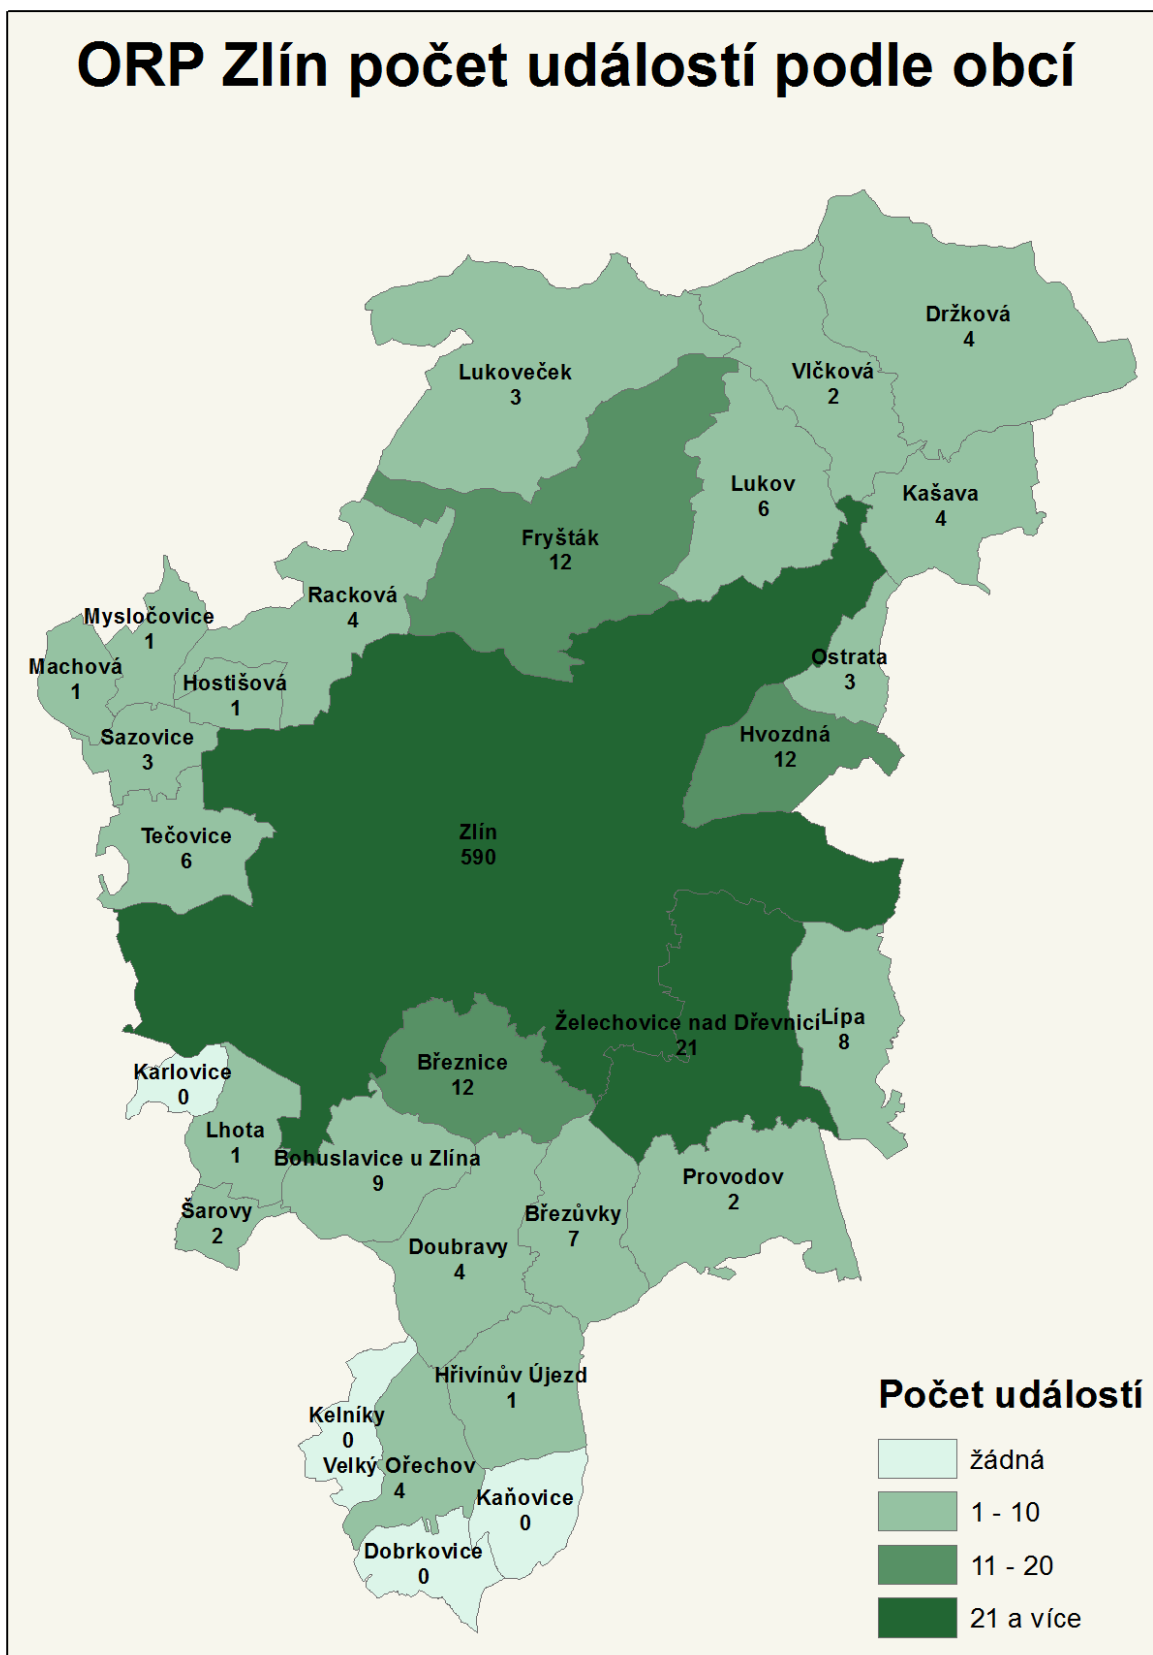 ORP Zlín počet událostí podle obcí
Držková
4
Lukoveček
3
Vlčková
2
Lukov
6
Kašava
4
Fryšták
12
Racková
4
Mysločovice
1
Machová
1
Hostišová
1
Ostrata
3
Sazovice
3
Hvozdná
12
Tečovice
6
Zlín
590
Želechovice nad Dřevnicí
21
Lípa
8
Březnice
12
Karlovice
0
Lhota
1
Bohuslavice u Zlína
9
Provodov
2
Šarovy
2
Březůvky
7
Doubravy
4
Hřivínův Újezd
1
Kelníky
0
Velký Ořechov
4
Kaňovice
0
Dobrkovice
0
Počet událostí
žádná
1 - 10
11 - 20
21 a více